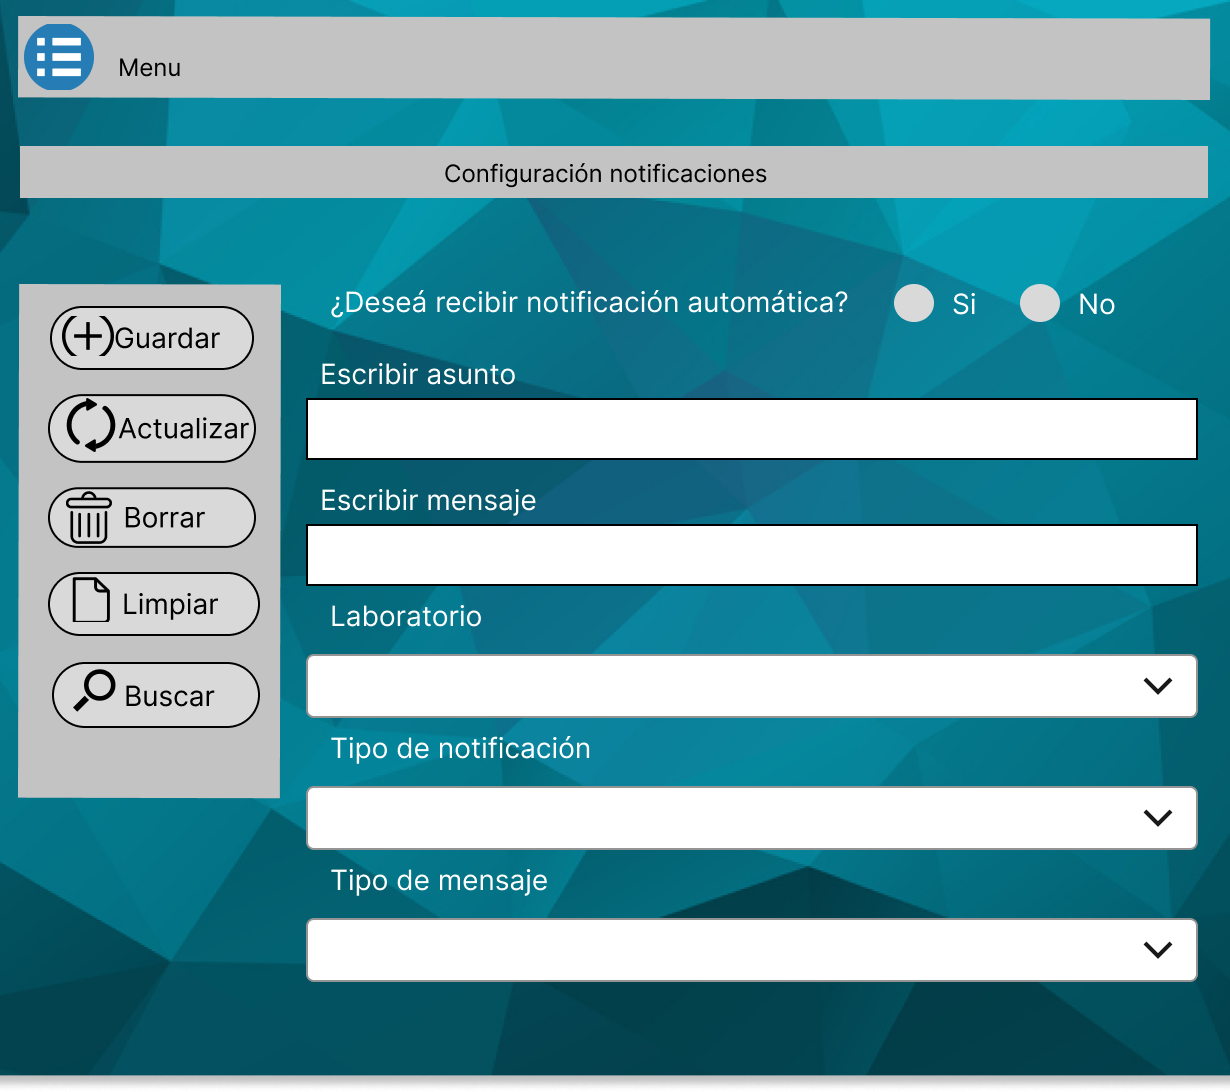 Menu
Configuración notificaciones
¿Deseá recibir notificación automática? Si No
Guardar
Actualizar
Borrar
Limpiar
Buscar
Escribir asunto
Escribir mensaje
Laboratorio
Tipo de notificación
Tipo de mensaje